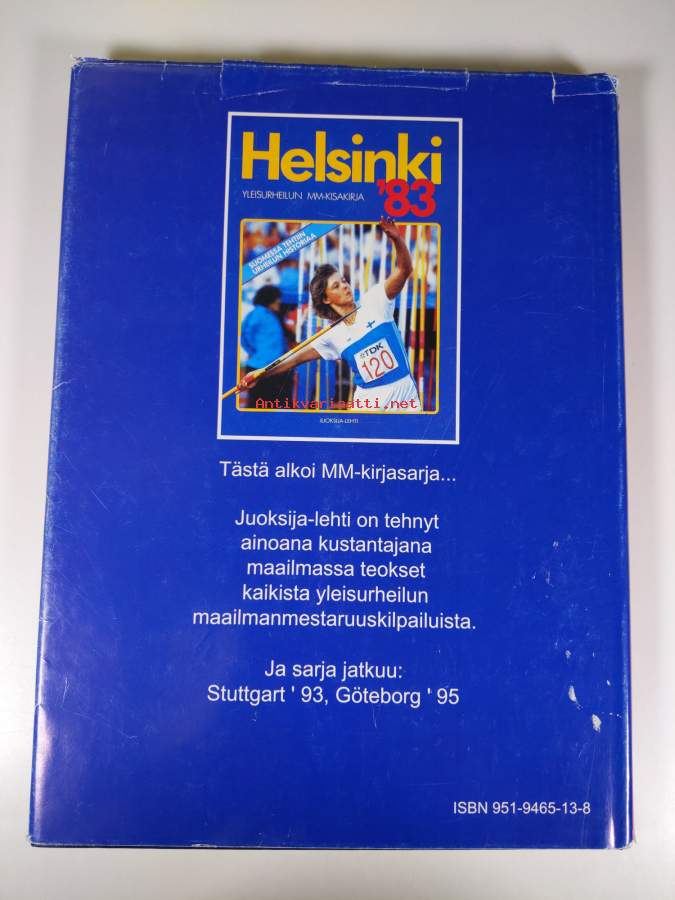 Helsinki
'83
YLEISURHEILUN MM-KISAKIRJA
SUOMESSA TEHTIIN
URHEILUN HISTORIAA
TDK
120
Antikvariaatti.net
JUOKSIJA-LEHTI
Tästä alkoi MM-kirjasarja...
Juoksija-lehti on tehnyt
ainoana kustantajana
maailmassa teokset
kaikista yleisurheilun
maailmanmestaruuskilpailuista.
Ja sarja jatkuu:
Stuttgart ' 93, Göteborg ' 95
ISBN 951-9465-13-8